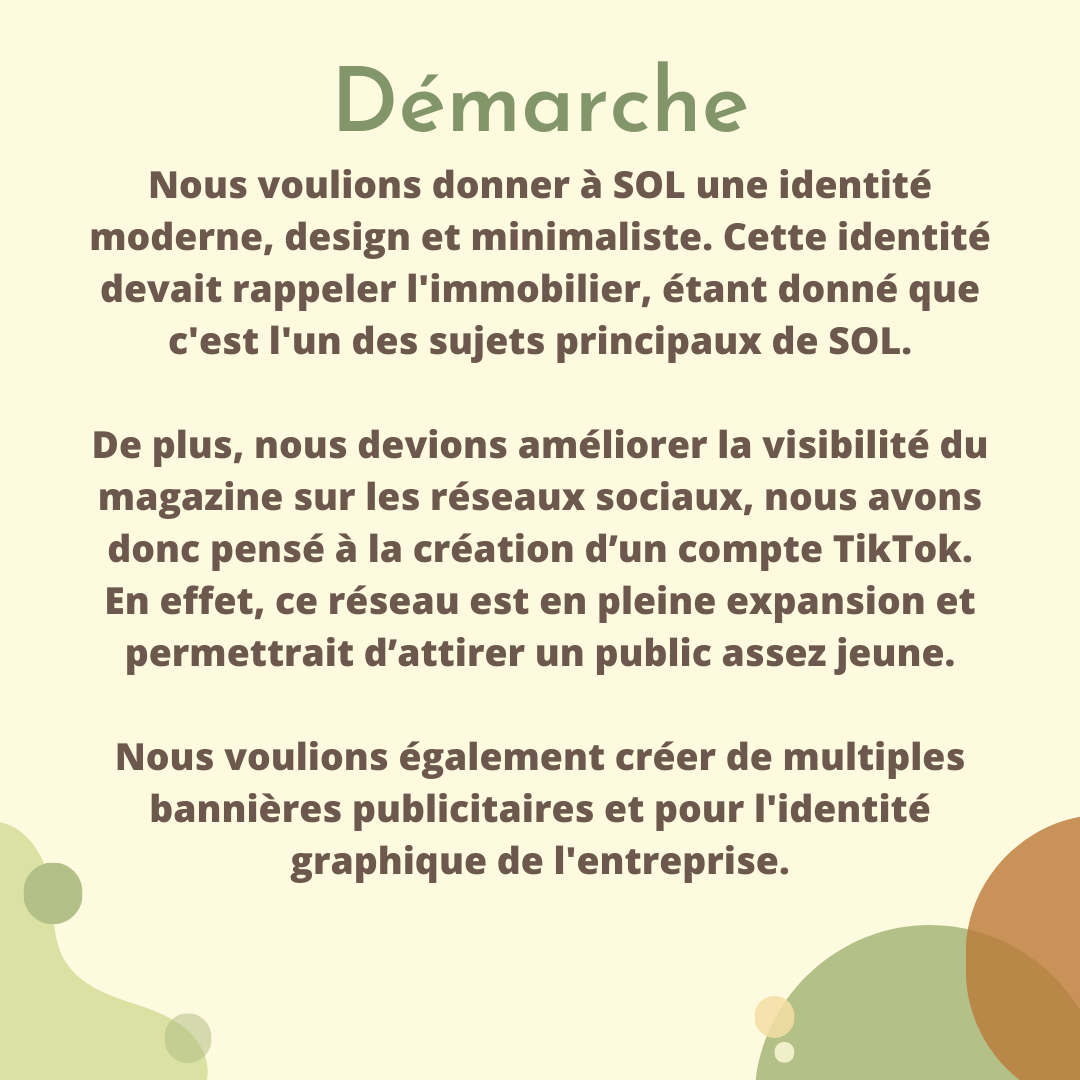 Démarche
Nous voulions donner à SOL une identité
moderne, design et minimaliste. Cette identité
devait rappeler l'immobilier, étant donné que
c'est l'un des sujets principaux de SOL.
De plus, nous devions améliorer la visibilité du
magazine sur les réseaux sociaux, nous avons
donc pensé à la création d’un compte TikTok.
En effet, ce réseau est en pleine expansion et
permettrait d’attirer un public assez jeune.
Nous voulions également créer de multiples
bannières publicitaires et pour l'identité
graphique de l'entreprise.